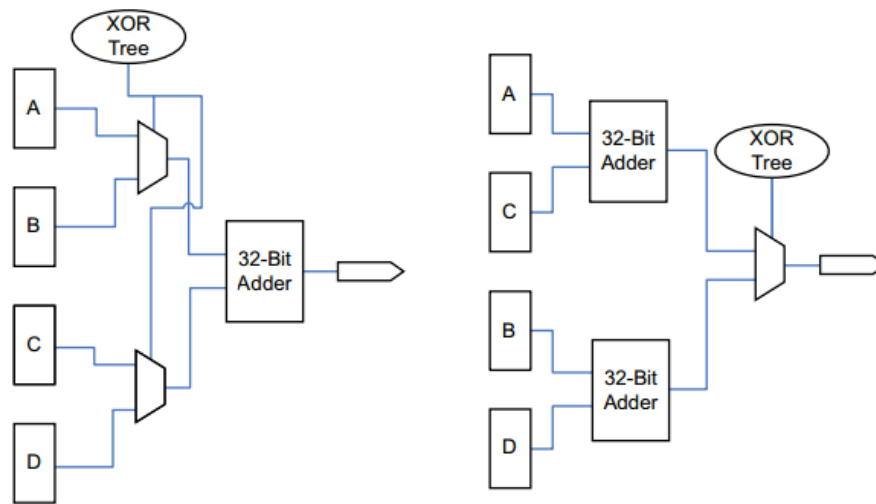 XOR
Tree
A
B
C
D
32-Bit
Adder
A
C
B
D
32-Bit
Adder
32-Bit
Adder
XOR
Tree